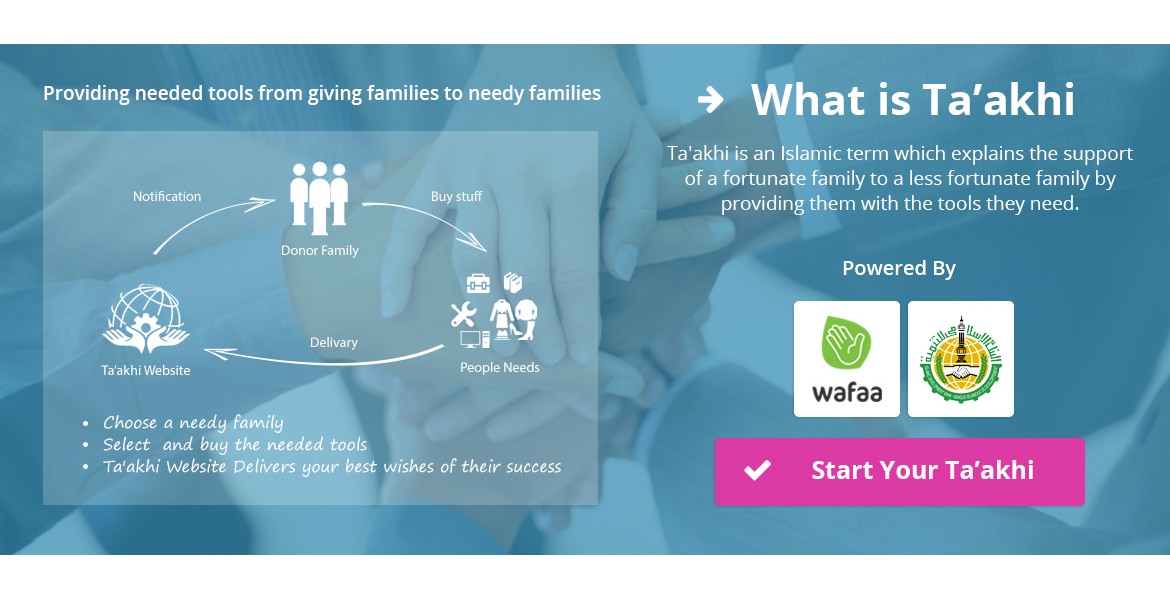 Providing needed tools from giving families to needy families
Notification
Buy stuff
Donor Family
Delivary
Ta'akhi Website
People Needs
• Choose a needy family
• Select and buy the needed tools
• Ta'akhi Website Delivers your best wishes of their success
What is Ta’akhi
Ta'akhi is an Islamic term which explains the support
of a fortunate family to a less fortunate family by
providing them with the tools they need.
Powered By
wafaa
Start Your Ta’akhi